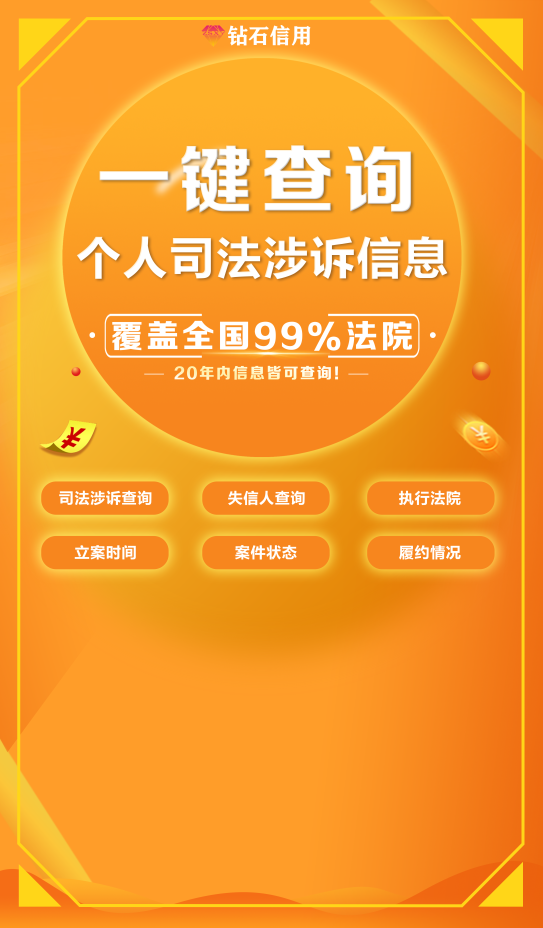 钻石信用
一键查询
个人司法涉诉信息
·覆盖全国99%法院·
— 20年内信息皆可查询! —
司法涉诉查询 失信人查询 执行法院
立案时间 案件状态 履约情况